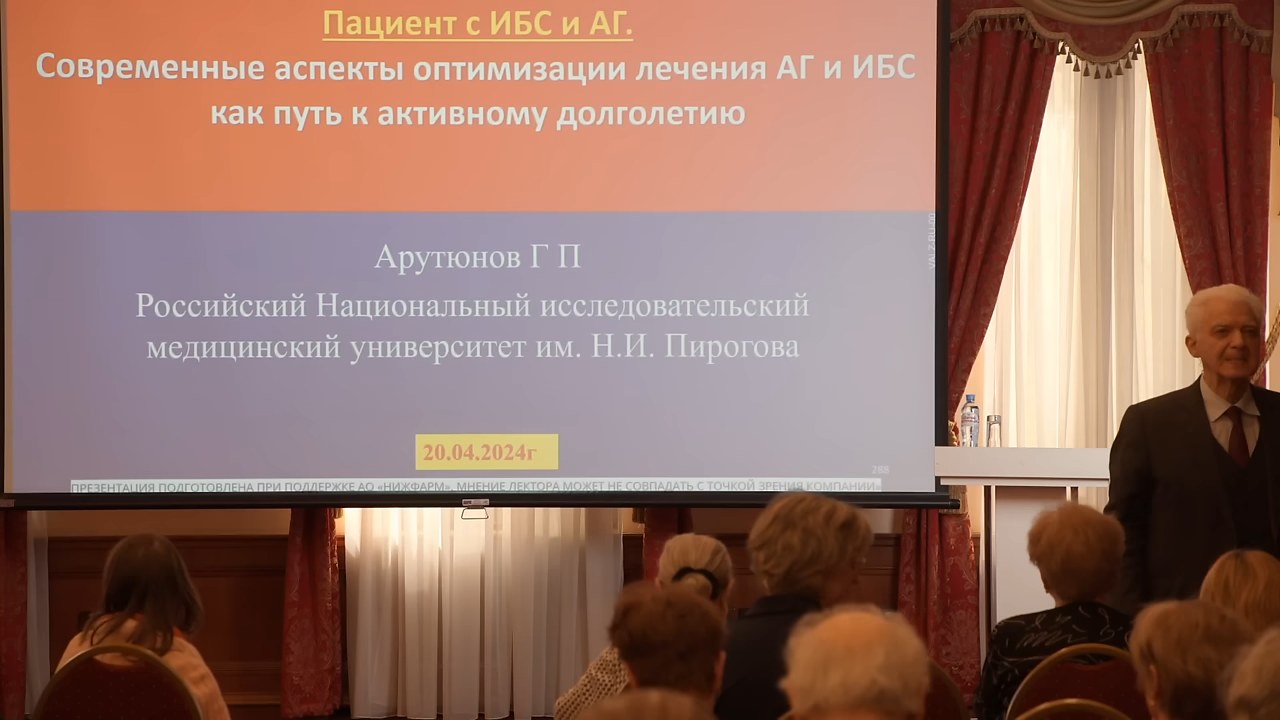 Пациент с ИБС и АГ.
Современные аспекты оптимизации лечения АГ и ИБС
как путь к активному долголетию
Арутюнов Г П
Российский Национальный исследовательский
медицинский университет им. Н.И. Пирогова
20.04.2024г
288
ПРЕЗЕНТАЦИЯ ПОДГОТОВЛЕНА ПРИ ПОДДЕРЖКЕ АО «НИЖФАРМ». МНЕНИЕ ЛЕКТОРА МОЖЕТ НЕ СОВПАДАТЬ С ТОЧКОЙ ЗРЕНИЯ КОМПАНИИ»